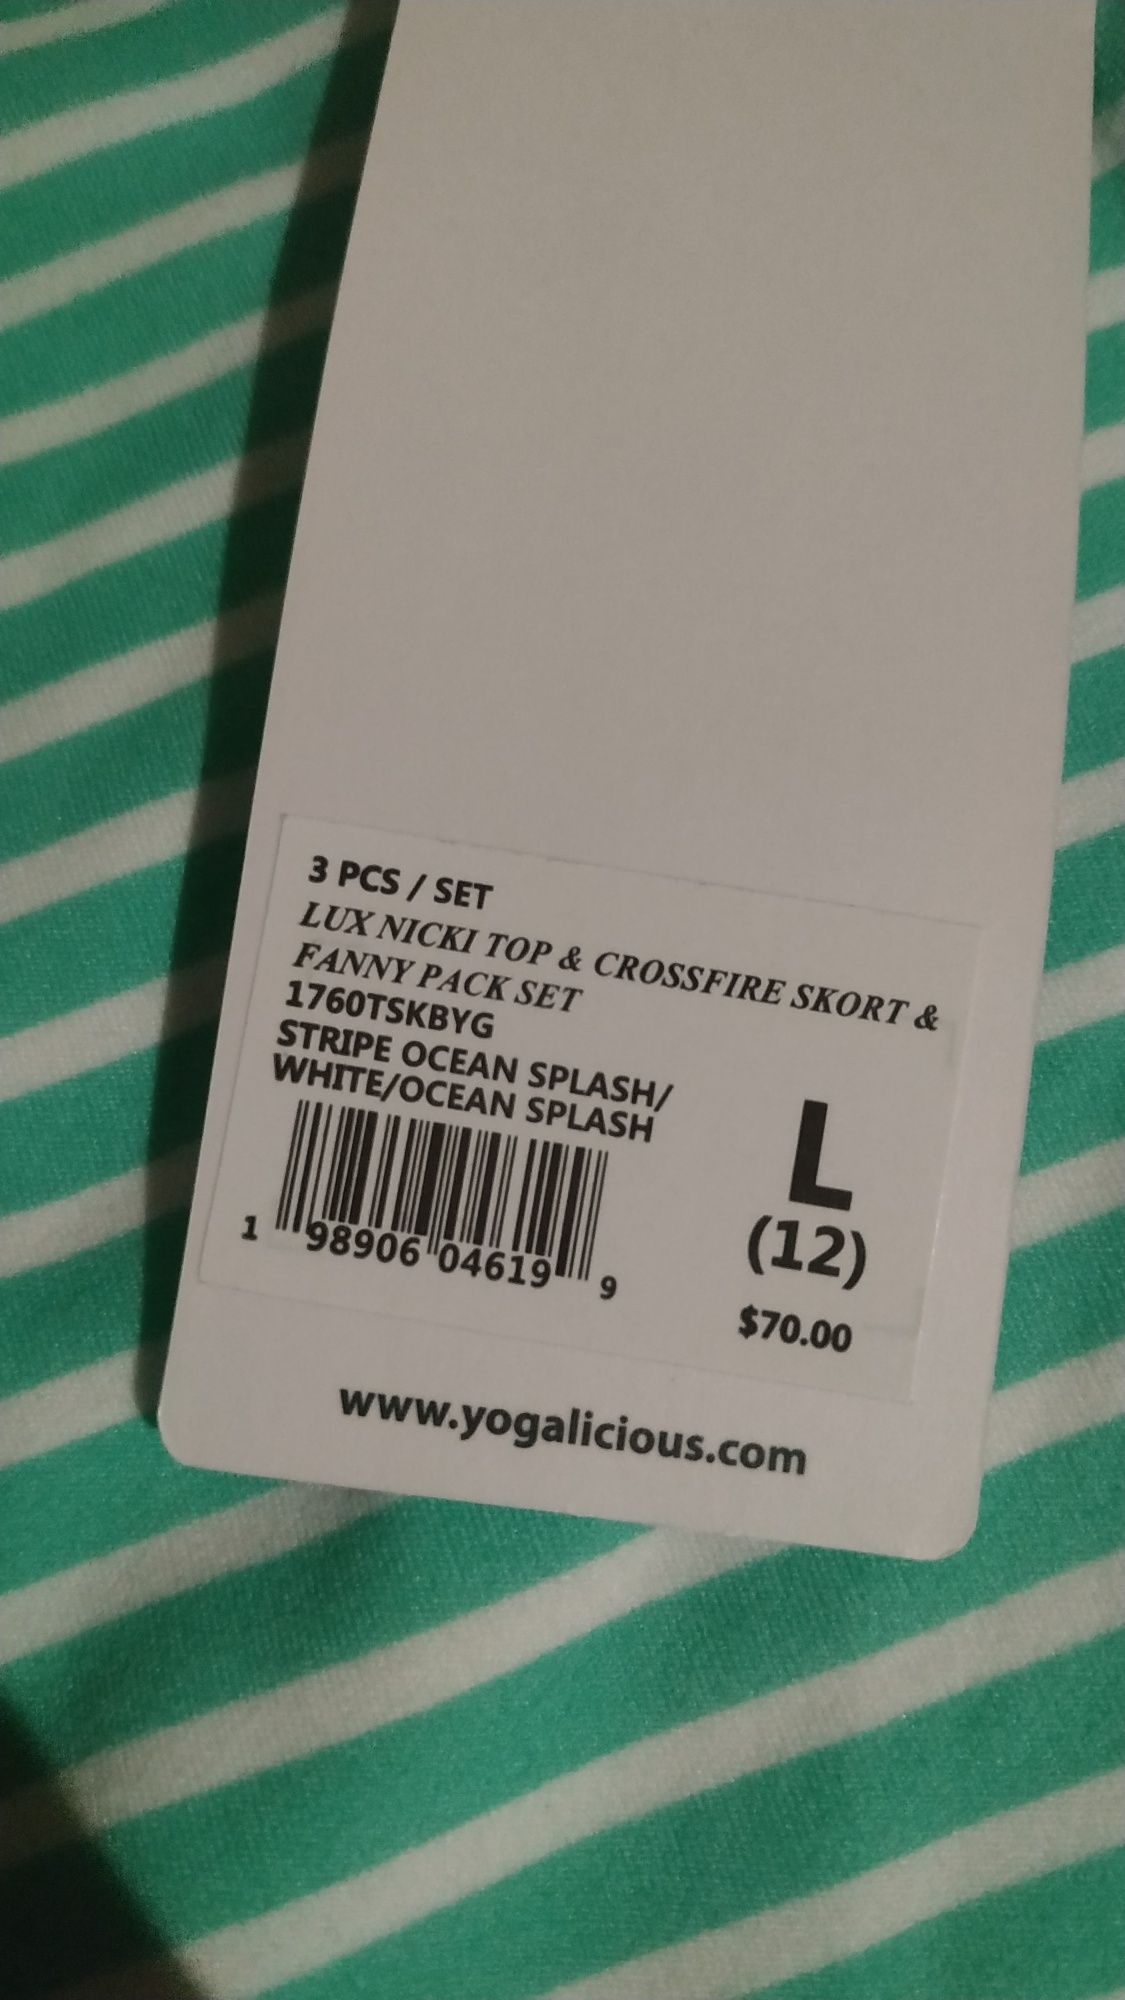 3 PCS / SET
LUX NICKI TOP & CROSSFIRE SKORT &
FANNY PACK SET
1760TSKBYG
STRIPE OCEAN SPLASH/
WHITE/OCEAN SPLASH
L
(12)
1 98906 04619 9
$70.00
www.yogalicious.com